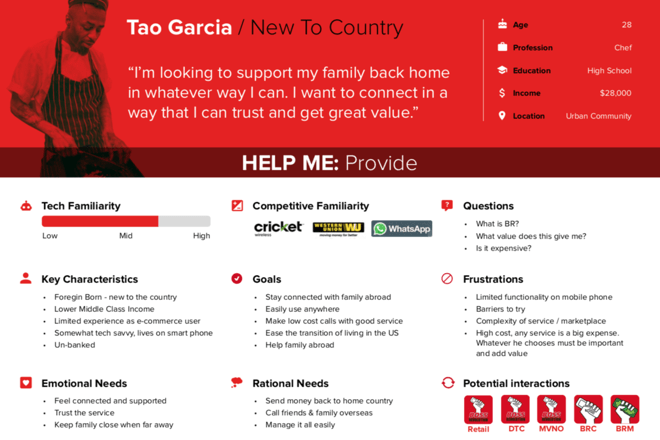 Tao Garcia / New To Country
“I’m looking to support my family back home
in whatever way I can. I want to connect in a
way that I can trust and get great value.”
Age 28
Profession Chef
Education High School
Income $28,000
Location Urban Community
HELP ME: Provide
Tech Familiarity
Low Mid High
Competitive Familiarity
cricket
wireless
WESTERN UNION WU
moving money for better
WhatsApp
Questions
• What is BR?
• What value does this give me?
• Is it expensive?
Key Characteristics
• Foregin Born - new to the country
• Lower Middle Class Income
• Limited experience as e-commerce user
• Somewhat tech savvy, lives on smart phone
• Un-banked
Goals
• Stay connected with family abroad
• Easily use anywhere
• Make low cost calls with good service
• Ease the transition of living in the US
• Help family abroad
Frustrations
• Limited functionality on mobile phone
• Barriers to try
• Complexity of service / marketplace
• High cost, any service is a big expense.
Whatever he chooses must be important
and add value
Emotional Needs
• Feel connected and supported
• Trust the service
• Keep family close when far away
Rational Needs
• Send money back to home country
• Call friends & family overseas
• Manage it all easily
Potential interactions
BOSS BOSS BOSS
Retail DTC MVNO BRC BRM